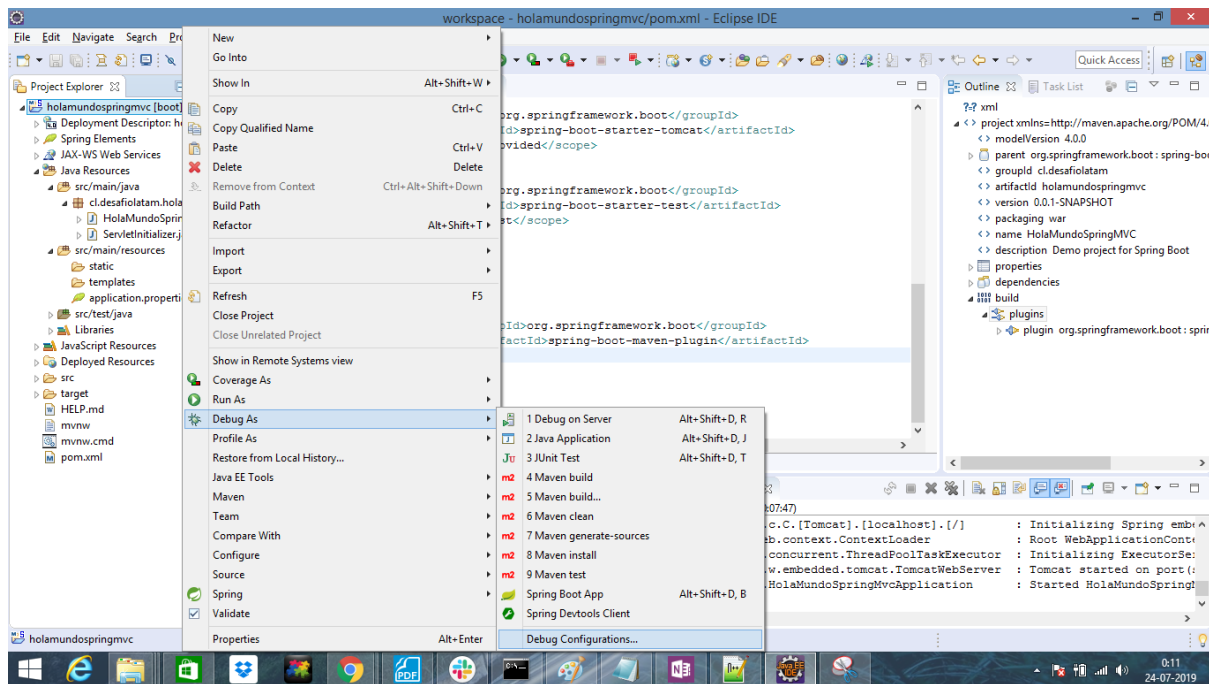 workspace - holamundospringmvc/pom.xml - Eclipse IDE
File Edit Navigate Search
Quick Access
Project Explorer
holamundospringmvc [boot]
Deployment Descriptor:
Spring Elements
JAX-WS Web Services
Java Resources
src/main/java
cl.desafiolatam.hola
HolaMundoSprin
ServletInitializer.j
src/main/resources
static
templates
application.properti
src/test/java
Libraries
JavaScript Resources
Deployed Resources
src
target
HELP.md
mvnw
mvnw.cmd
pom.xml
New
Go Into
Show In Alt+Shift+W
Copy Ctrl+C
Copy Qualified Name
Paste Ctrl+V
Delete Delete
Remove from Context Ctrl+Alt+Shift+Down
Build Path
Refactor Alt+Shift+T
Import
Export
Refresh F5
Close Project
Close Unrelated Project
Show in Remote Systems view
Coverage As
Run As
Debug As
Profile As
Restore from Local History...
Java EE Tools
Maven
Team
Compare With
Configure
Source
Spring
Validate
Properties Alt+Enter
1 Debug on Server Alt+Shift+D, R
2 Java Application Alt+Shift+D, J
3 JUnit Test Alt+Shift+D, T
m2 4 Maven build
m2 5 Maven build...
m2 6 Maven clean
m2 7 Maven generate-sources
m2 8 Maven install
m2 9 Maven test
Spring Boot App Alt+Shift+D, B
Spring Devtools Client
Debug Configurations...
org.springframework.boot</groupId>
Id>spring-boot-starter-tomcat</artifactId>
ovided</scope>
org.springframework.boot</groupId>
Id>spring-boot-starter-test</artifactId>
st</scope>
pId>org.springframework.boot</groupId>
factId>spring-boot-maven-plugin</artifactId>
Outline Task List
?-? xml
project xmlns=http://maven.apache.org/POM/4.
modelVersion 4.0.0
parent org.springframework.boot : spring-boo
groupId cl.desafiolatam
artifactId holamundospringmvc
version 0.0.1-SNAPSHOT
packaging war
name HolaMundoSpringMVC
description Demo project for Spring Boot
properties
dependencies
build
plugins
plugin org.springframework.boot : sprin
:07:47)
.c.C.[Tomcat].[localhost].[/] : Initializing Spring embe
eb.context.ContextLoader : Root WebApplicationConte
.concurrent.ThreadPoolTaskExecutor : Initializing ExecutorSe
.w.embedded.tomcat.TomcatWebServer : Tomcat started on port(
.HolaMundoSpringMvcApplication : Started HolaMundoSpring
holamundospringmvc
0:11
24-07-2019